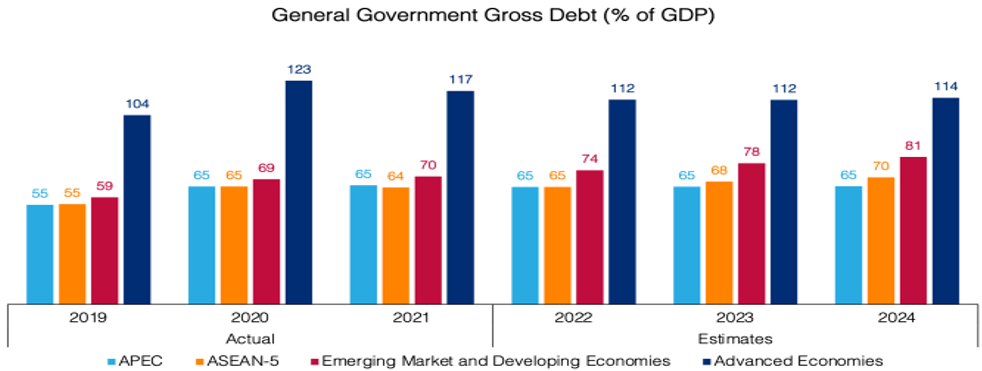 General Government Gross Debt (% of GDP)
55 55 59 104
65 65 69 123
65 64 70 117
65 65 74 112
65 68 78 112
65 70 81 114
2019 2020 2021 2022 2023 2024
Actual Estimates
APEC ASEAN-5 Emerging Market and Developing Economies Advanced Economies